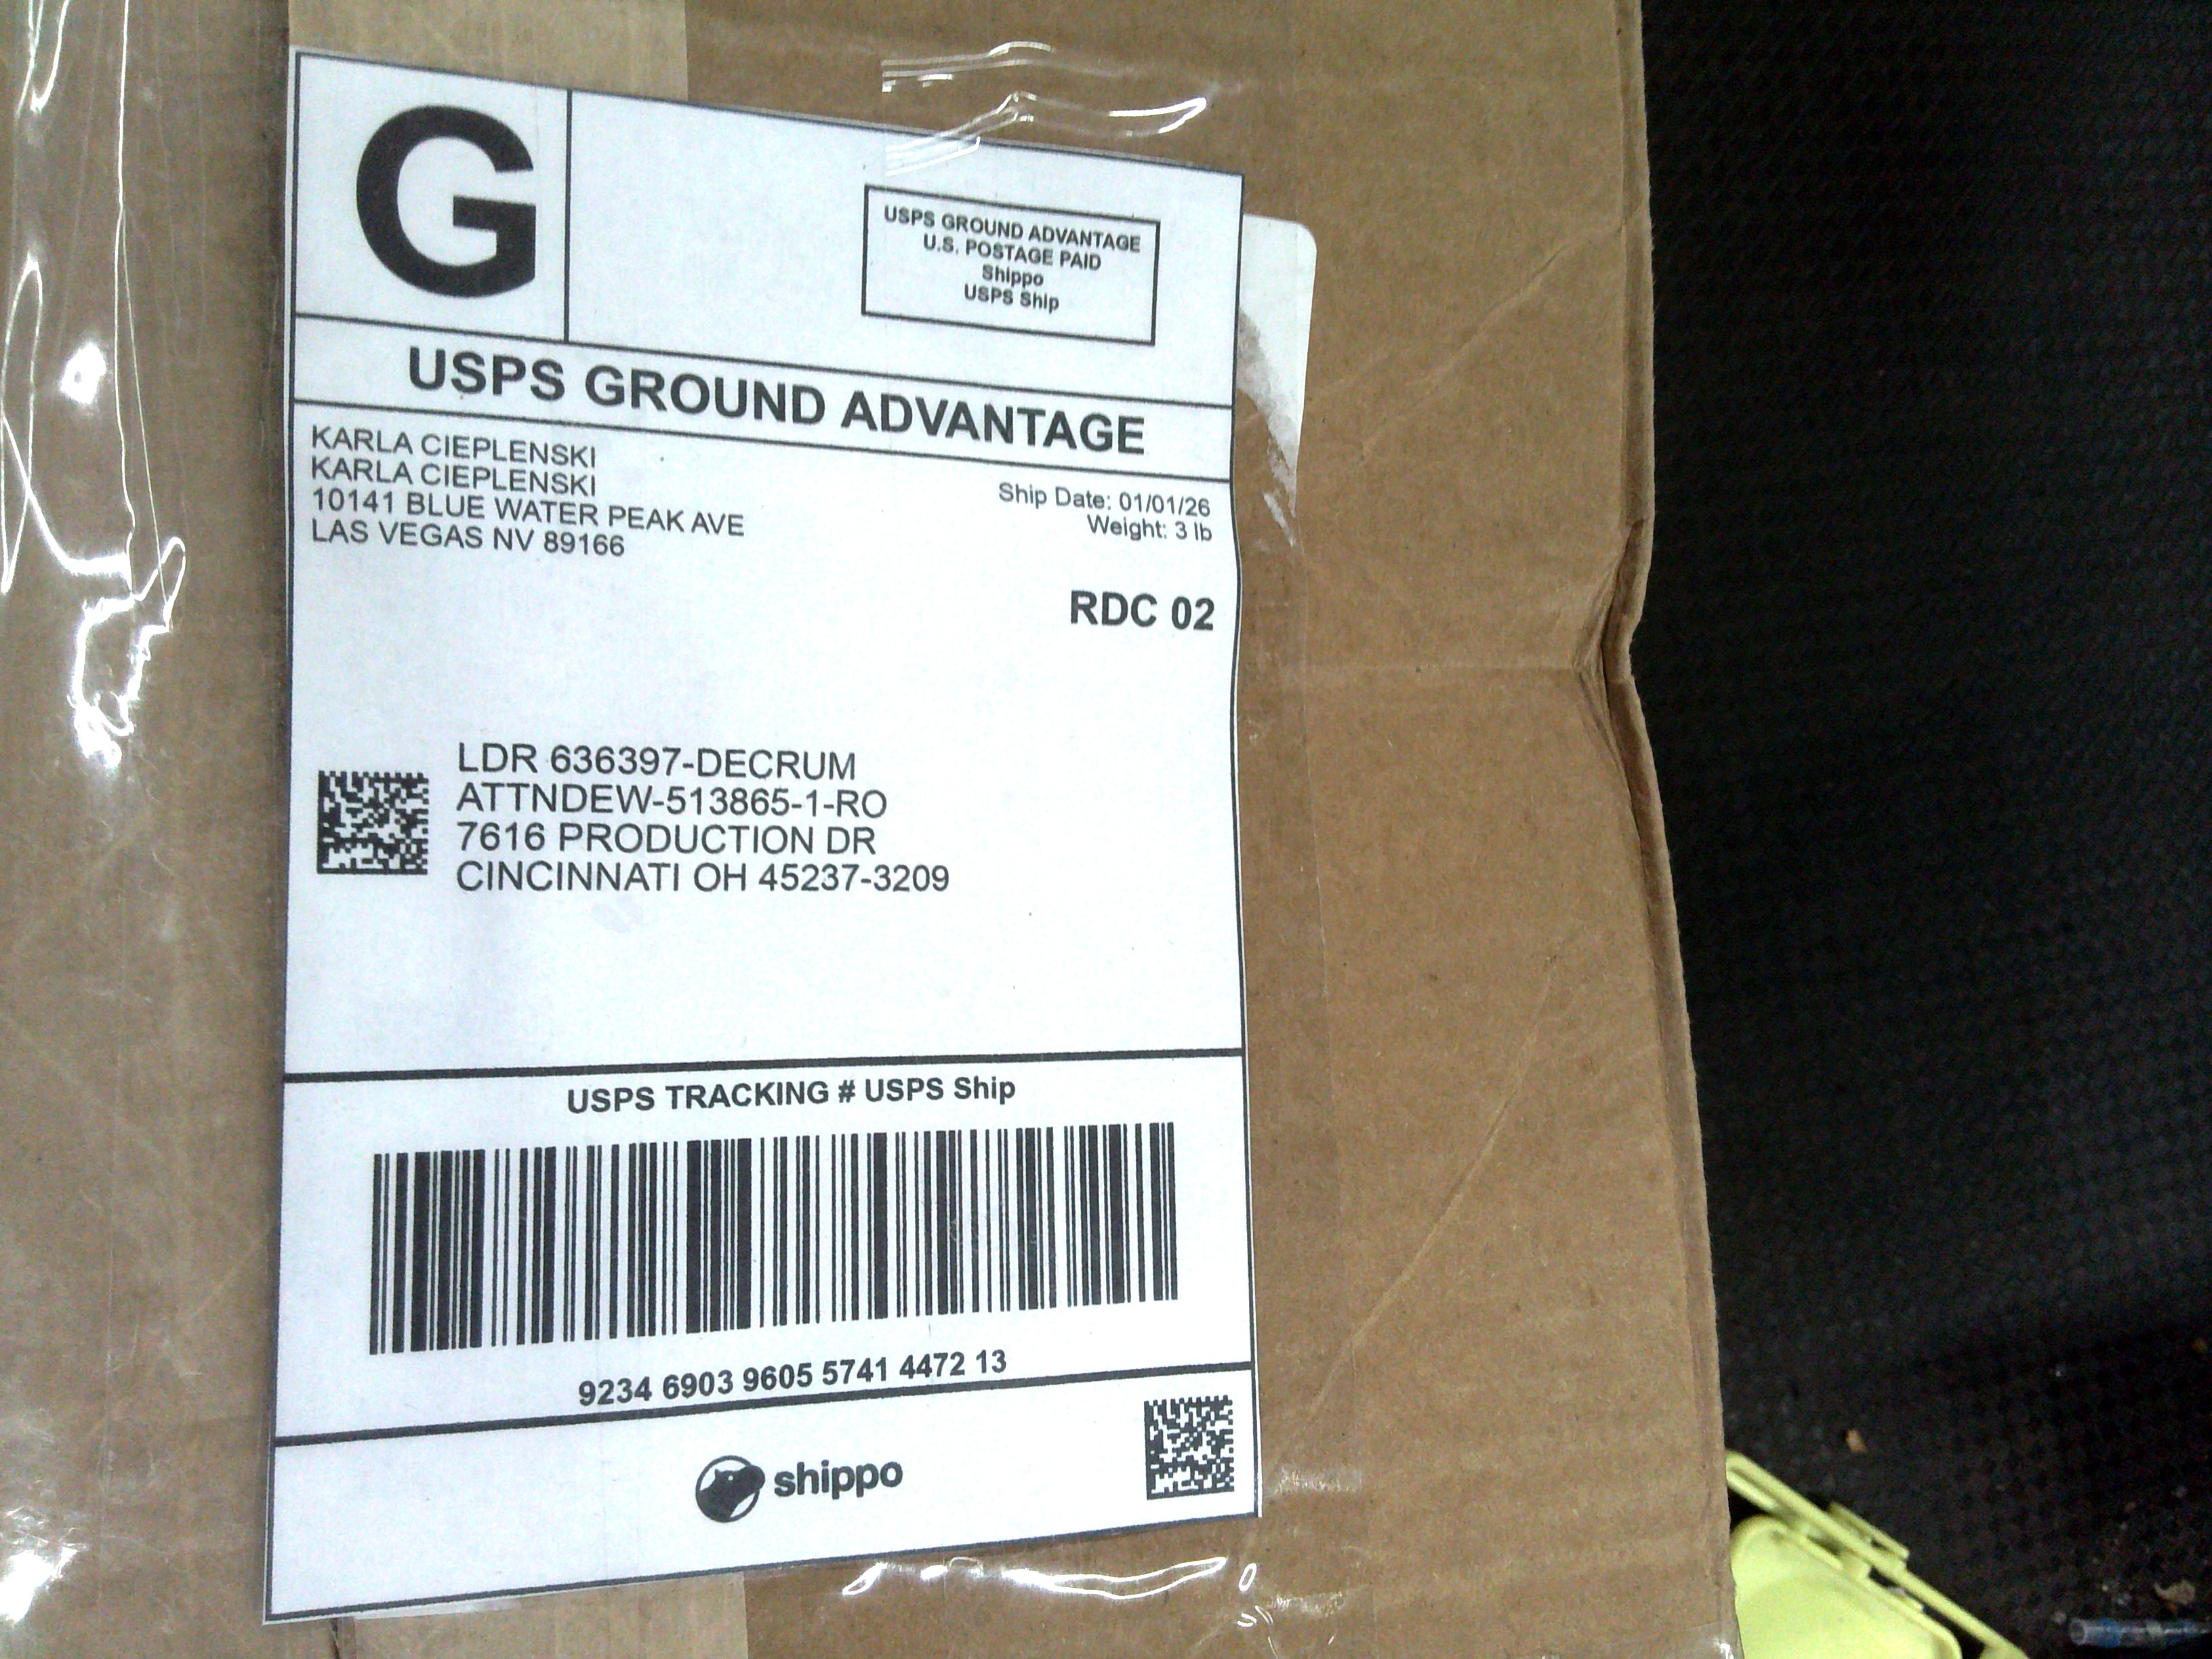 G
USPS GROUND ADVANTAGE
U.S. POSTAGE PAID
Shippo
USPS Ship
USPS GROUND ADVANTAGE
KARLA CIEPLENSKI
KARLA CIEPLENSKI
10141 BLUE WATER PEAK AVE
LAS VEGAS NV 89166
Ship Date: 01/01/26
Weight: 3 lb
RDC 02
LDR 636397-DECRUM
ATTNDEW-513865-1-RO
7616 PRODUCTION DR
CINCINNATI OH 45237-3209
USPS TRACKING # USPS Ship
9234 6903 9605 5741 4472 13
shippo